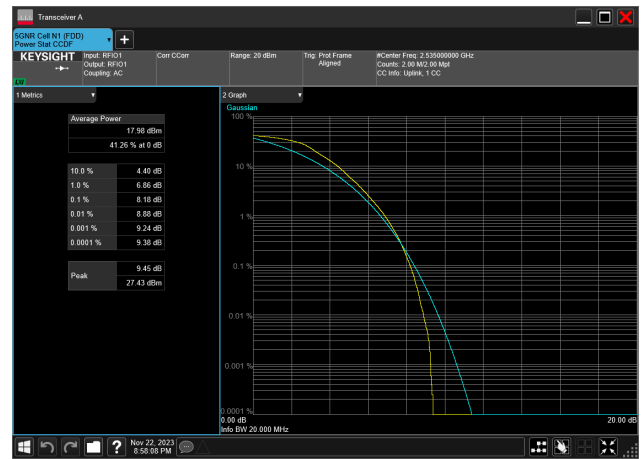 Transceiver A
5GNR Cell N1 (FDD)
Power Stat CCDF
KEYSIGHT
Input: RFIO1
Output: RFIO1
Coupling: AC
Corr CCorr
Range: 20 dBm
Trig: Prot Frame
Aligned
#Center Freq: 2.535000000 GHz
Counts: 2.00 M/2.00 Mpt
CC Info: Uplink, 1 CC
1 Metrics
Average Power
17.98 dBm
41.26 % at 0 dB
10.0 % 4.40 dB
1.0 % 6.86 dB
0.1 % 8.18 dB
0.01 % 8.88 dB
0.001 % 9.24 dB
0.0001 % 9.38 dB
Peak
9.45 dB
27.43 dBm
2 Graph
Gaussian
100 %
10 %
1 %
0.1 %
0.01 %
0.001 %
0.0001 %
0.00 dB
20.00 dB
Info BW 20.000 MHz
?
Nov 22, 2023
8:58:08 PM